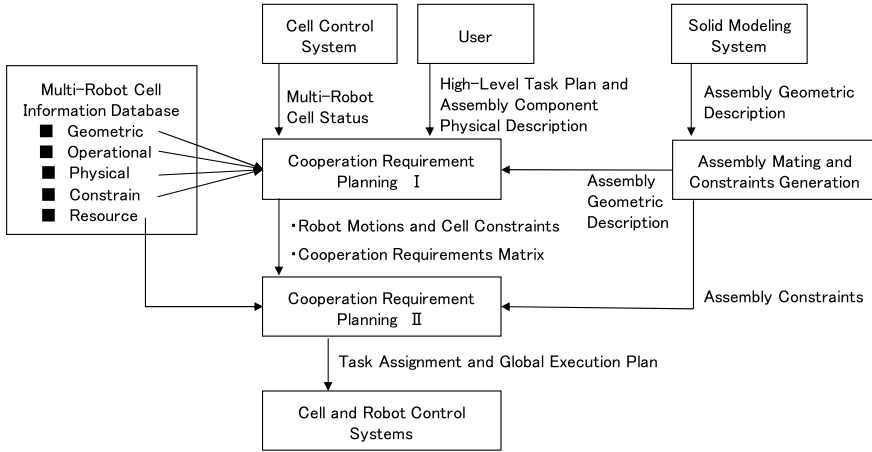 Cell Control
System
User
Solid Modeling
System
Multi-Robot Cell
Information Database
■ Geometric
■ Operational
■ Physical
■ Constrain
■ Resource
Multi-Robot
Cell Status
High-Level Task Plan and
Assembly Component
Physical Description
Assembly Geometric
Description
Cooperation Requirement
Planning Ⅰ
Assembly
Geometric
Description
Assembly Mating and
Constraints Generation
・Robot Motions and Cell Constraints
・Cooperation Requirements Matrix
Cooperation Requirement
Planning Ⅱ
Assembly Constraints
Task Assignment and Global Execution Plan
Cell and Robot Control
Systems